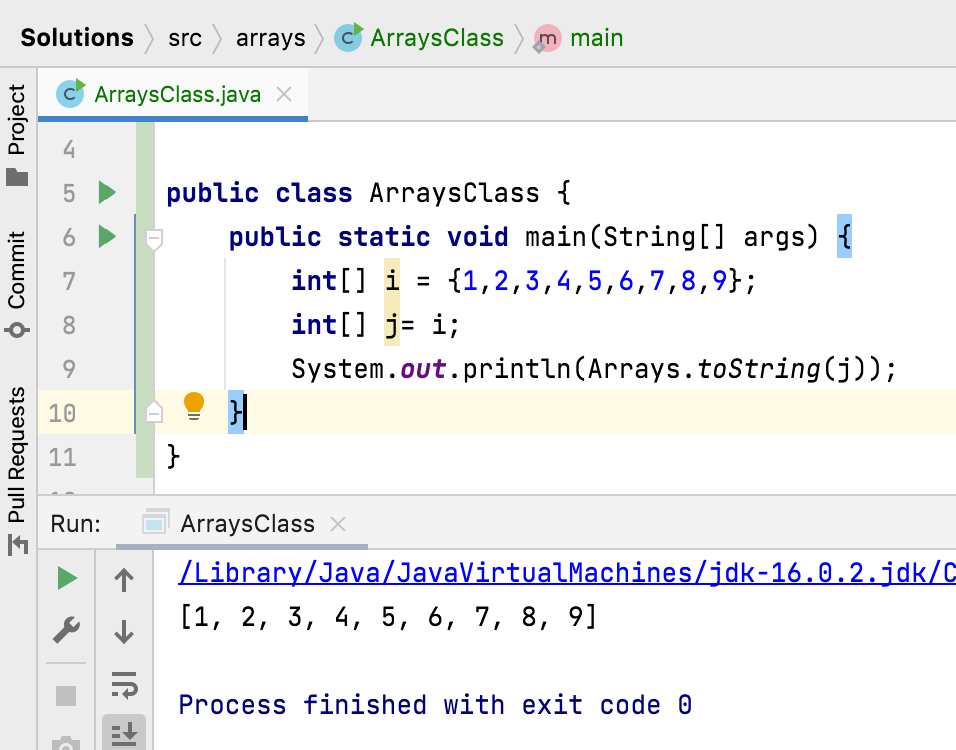 Solutions src arrays C ArraysClass m main
Project
Commit
Pull Requests
C ArraysClass.java
4
5 public class ArraysClass {
6 public static void main(String[] args) {
7 int[] i = {1,2,3,4,5,6,7,8,9};
8 int[] j= i;
9 System.out.println(Arrays.toString(j));
10 }
11 }
Run: ArraysClass
/Library/Java/JavaVirtualMachines/jdk-16.0.2.jdk/C
[1, 2, 3, 4, 5, 6, 7, 8, 9]
Process finished with exit code 0